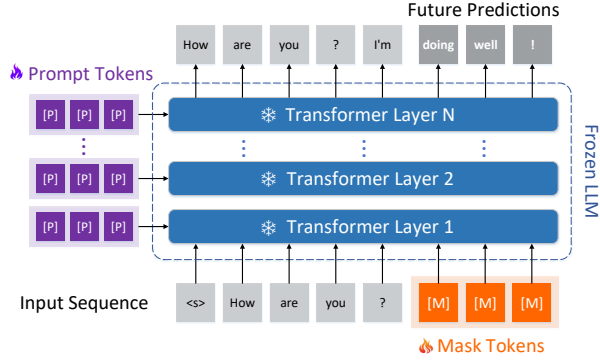 Future Predictions
How are you ? I'm doing well !
Prompt Tokens
[P] [P] [P]
Transformer Layer N
[P] [P] [P]
Transformer Layer 2
[P] [P] [P]
Transformer Layer 1
Frozen LLM
Input Sequence
<s> How are you ? [M] [M] [M]
Mask Tokens